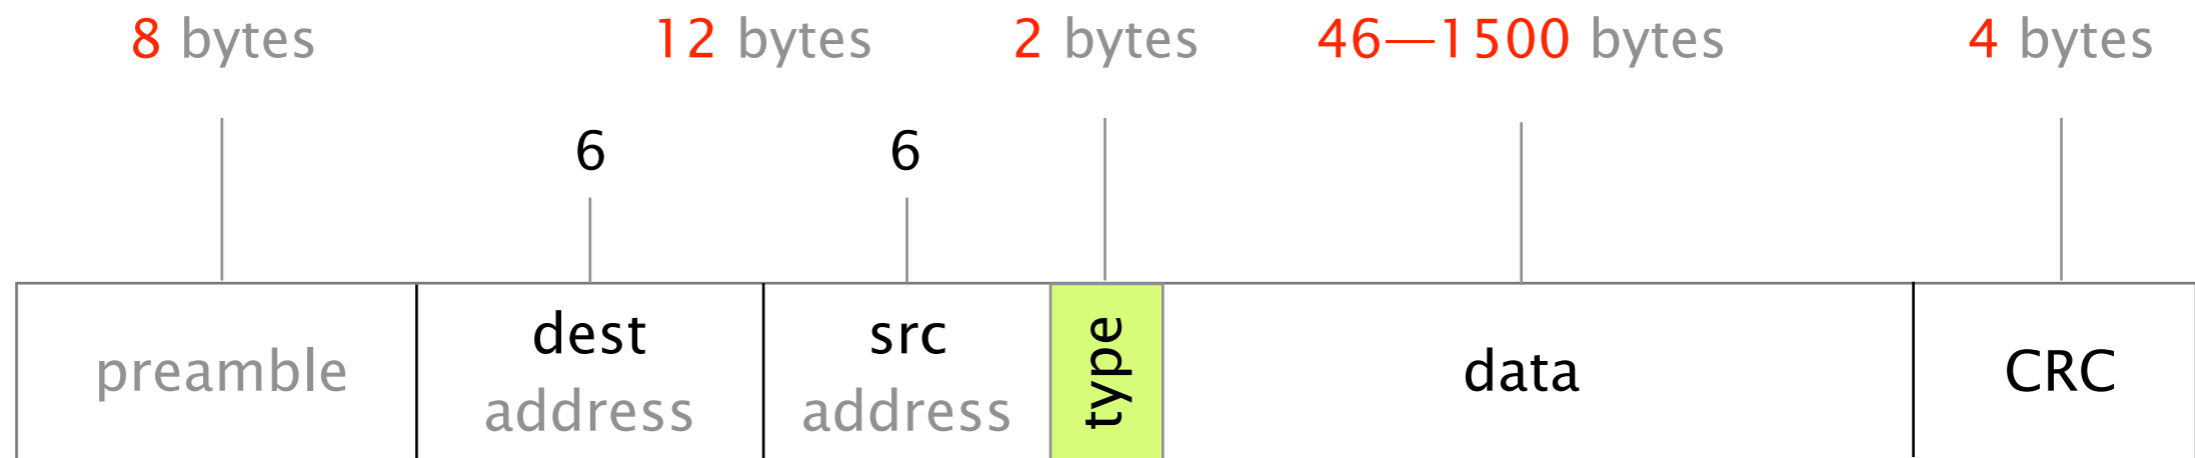 8 bytes 12 bytes 2 bytes 46—1500 bytes 4 bytes
6 6
preamble
dest
address
src
address
type
data
CRC